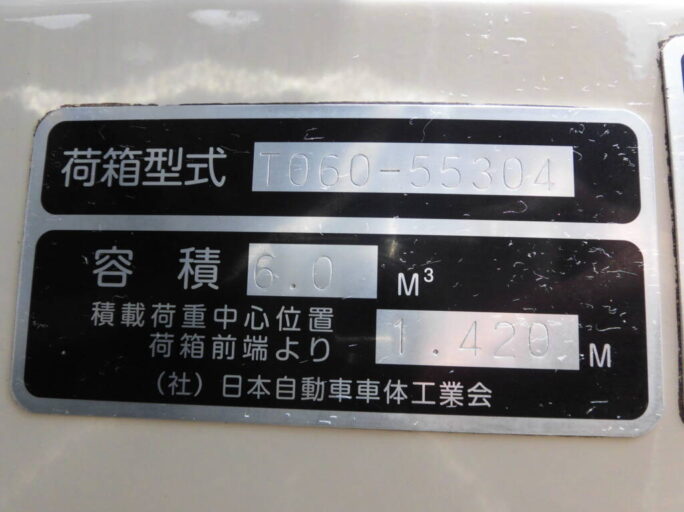 荷箱型式 T060-55304
容積 6.0 M³
積載荷重中心位置
荷箱前端より 1.420 M
（社）日本自動車車体工業会